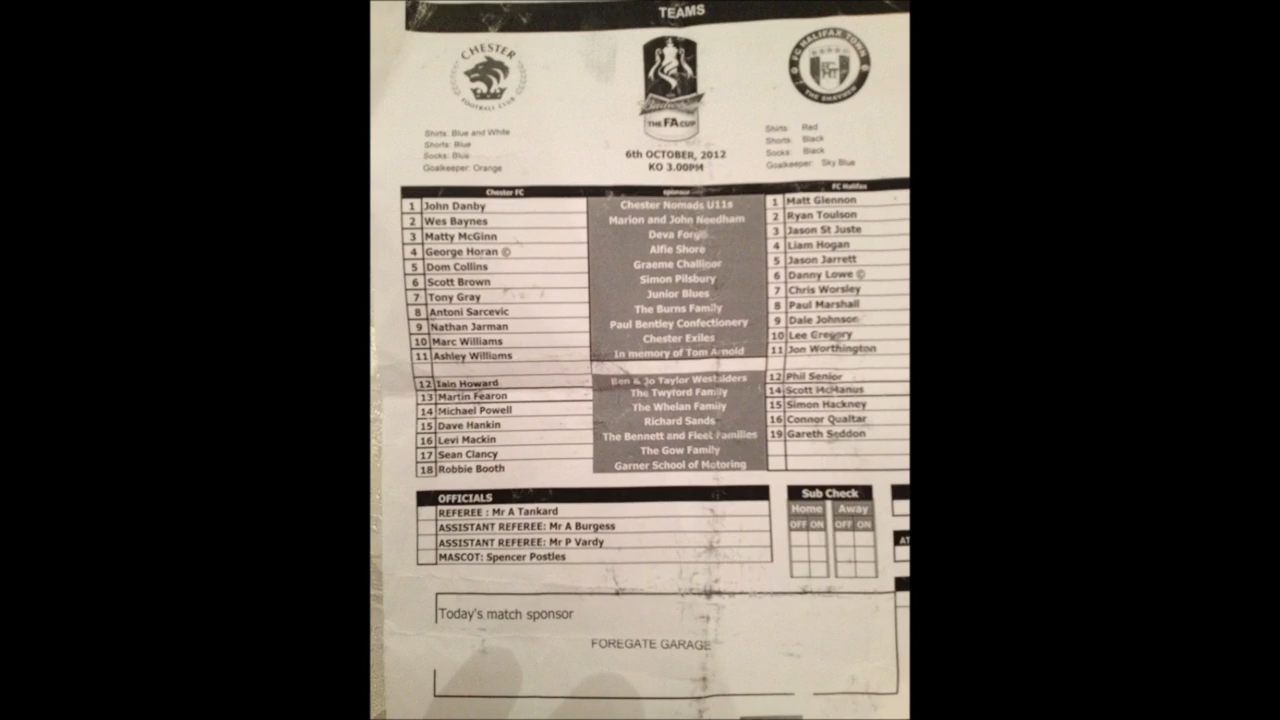 TEAMS
CHESTER
FOOTBALL CLUB
Budweiser
THE FA CUP
FC HALIFAX TOWN
FCHT
THE SHAYMEN
Shirts: Blue and White
Shorts: Blue
Socks: Blue
Goalkeeper: Orange
6th OCTOBER, 2012
KO 3.00PM
Shirts: Red
Shorts: Black
Socks: Black
Goalkeeper: Sky Blue
Chester FC sponsor FC Halifax
1 John Danby Chester Nomads U11s 1 Matt Glennon
2 Wes Baynes Marion and John Needham 2 Ryan Toulson
3 Matty McGinn Deva 3 Jason St Juste
4 George Horan © Alfie Shore 4 Liam Hogan
5 Dom Collins Graeme Challinor 5 Jason Jarrett
6 Scott Brown Simon Pilsbury 6 Danny Lowe ©
7 Tony Gray Junior Blues 7 Chris Worsley
8 Antoni Sarcevic The Burns Family 8 Paul Marshall
9 Nathan Jarman Paul Bentley Confectionery 9 Dale Johnson
10 Marc Williams Chester Exiles 10 Lee Gregory
11 Ashley Williams In memory of Tom Arnold 11 Jon Worthington
12 Iain Howard Ben & Jo Taylor Westsiders 12 Phil Senior
13 Martin Fearon The Twyford Family 14 Scott McManus
14 Michael Powell The Whelan Family 15 Simon Hackney
15 Dave Hankin Richard Sands 16 Connor Qualtar
16 Levi Mackin The Bennett and Fleet Families 19 Gareth Seddon
17 Sean Clancy The Gow Family
18 Robbie Booth Garner School of Motoring
OFFICIALS
REFEREE : Mr A Tankard
ASSISTANT REFEREE: Mr A Burgess
ASSISTANT REFEREE: Mr P Vardy
MASCOT: Spencer Postles
Sub Check
Home Away
OFF ON OFF ON
AT
Today's match sponsor
FOREGATE GARAGE